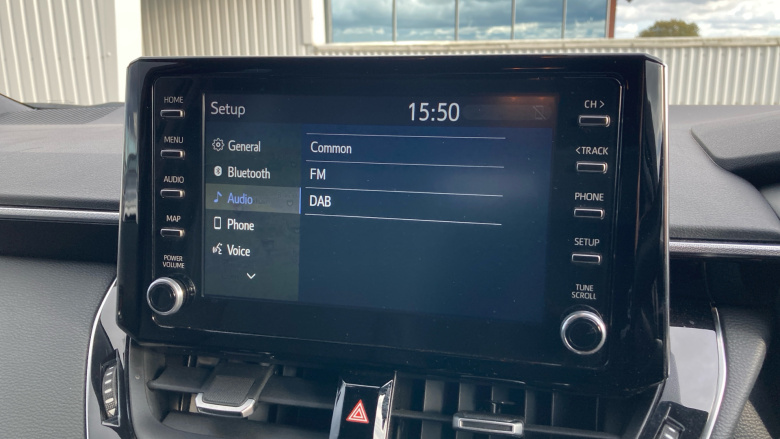 HOME
MENU
AUDIO
MAP
POWER
VOLUME
Setup
15:50
General
Bluetooth
Audio
Phone
Voice
Common
FM
DAB
CH >
<TRACK
PHONE
SETUP
TUNE
SCROLL